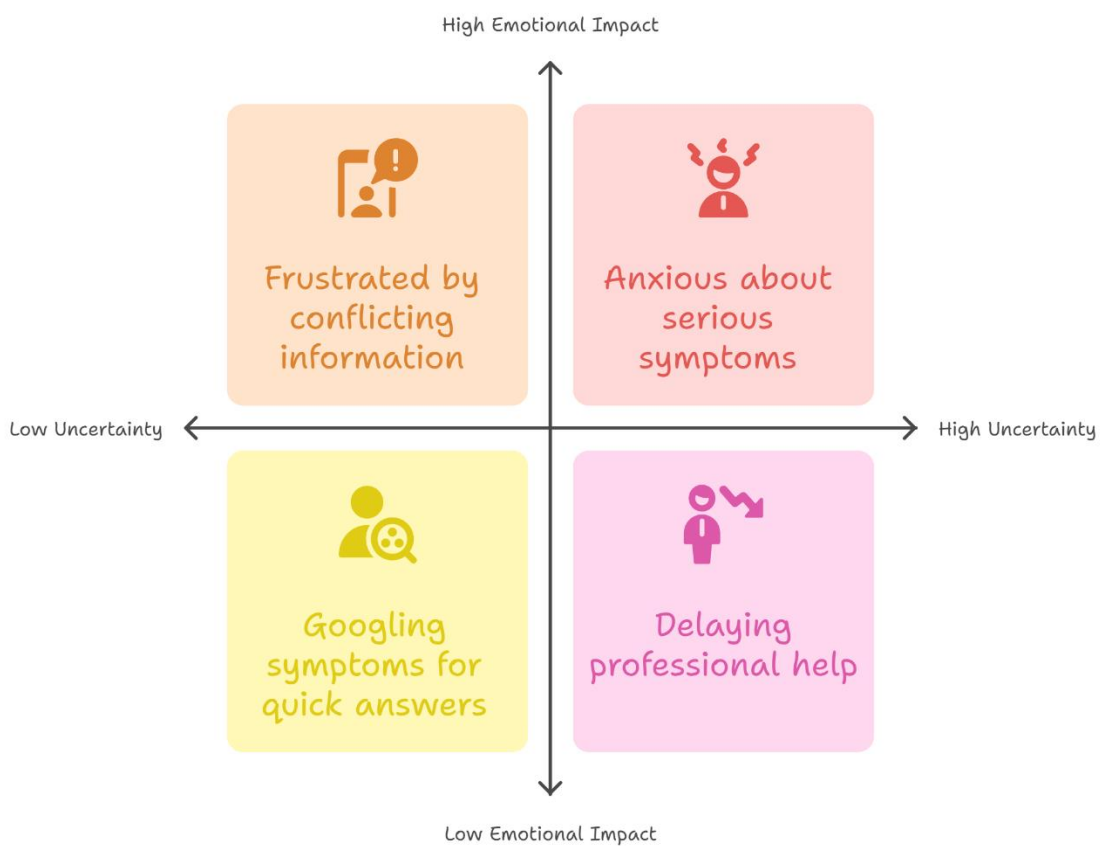 High Emotional Impact
Frustrated by
conflicting
information
Anxious about
serious
symptoms
Low Uncertainty
High Uncertainty
Googling
symptoms for
quick answers
Delaying
professional help
Low Emotional Impact